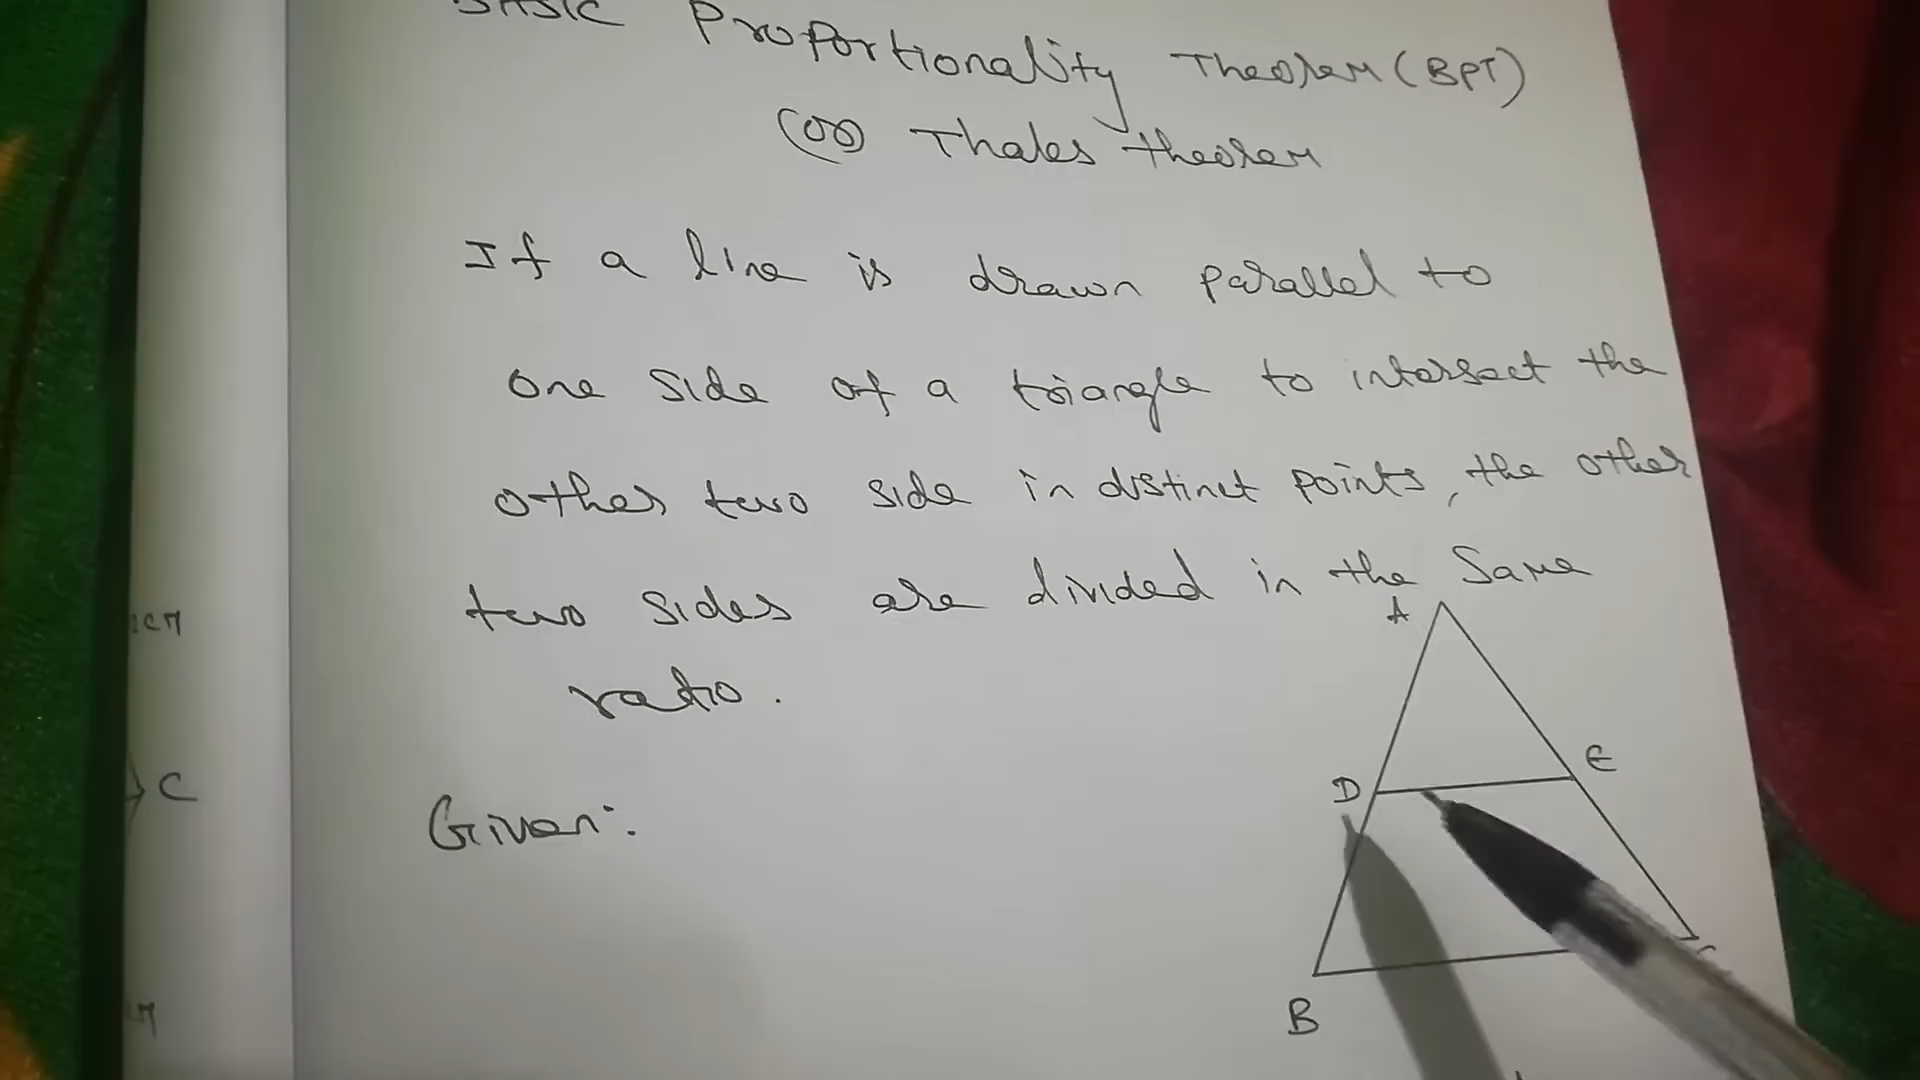 BASIC Proportionality Theorem (BPT)
(or) Thales theorem
If a line is drawn parallel to
one side of a triangle to intersect the
other two side in distinct points, the other
two sides are divided in the same
ratio.
A
D E
Given:
B C
C